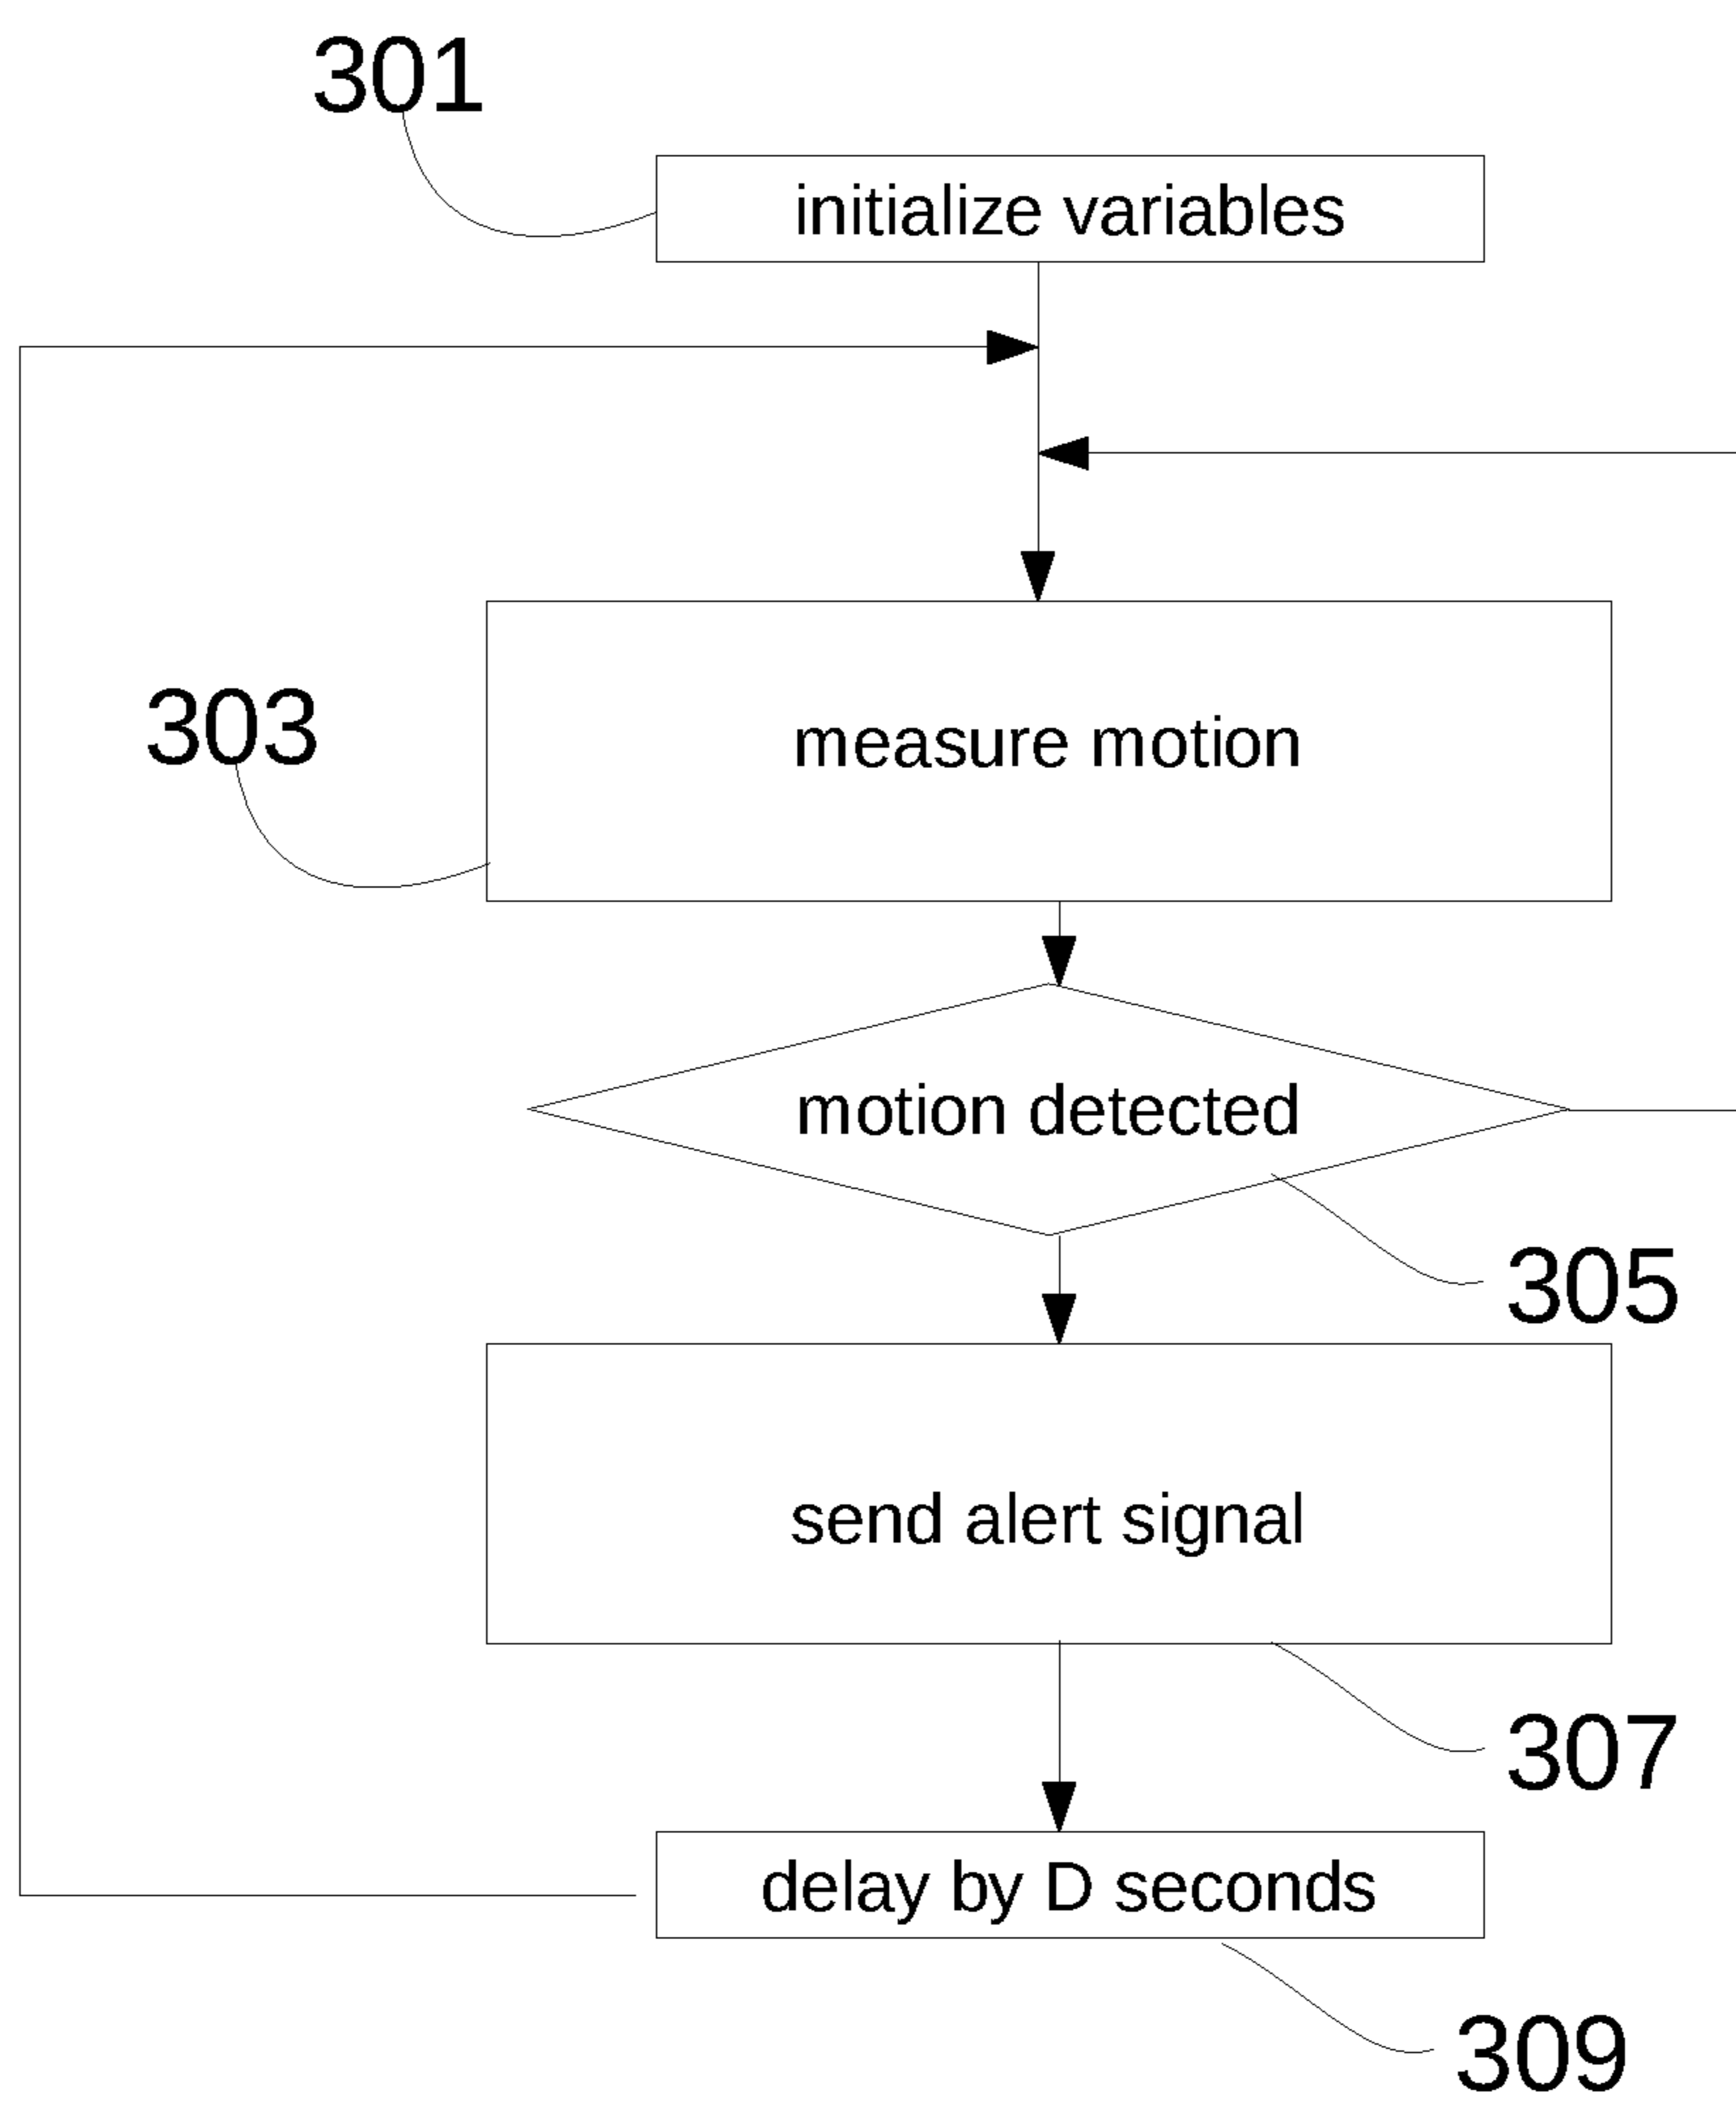 301
initialize variables
303
measure motion
motion detected
305
send alert signal
307
delay by D seconds
309